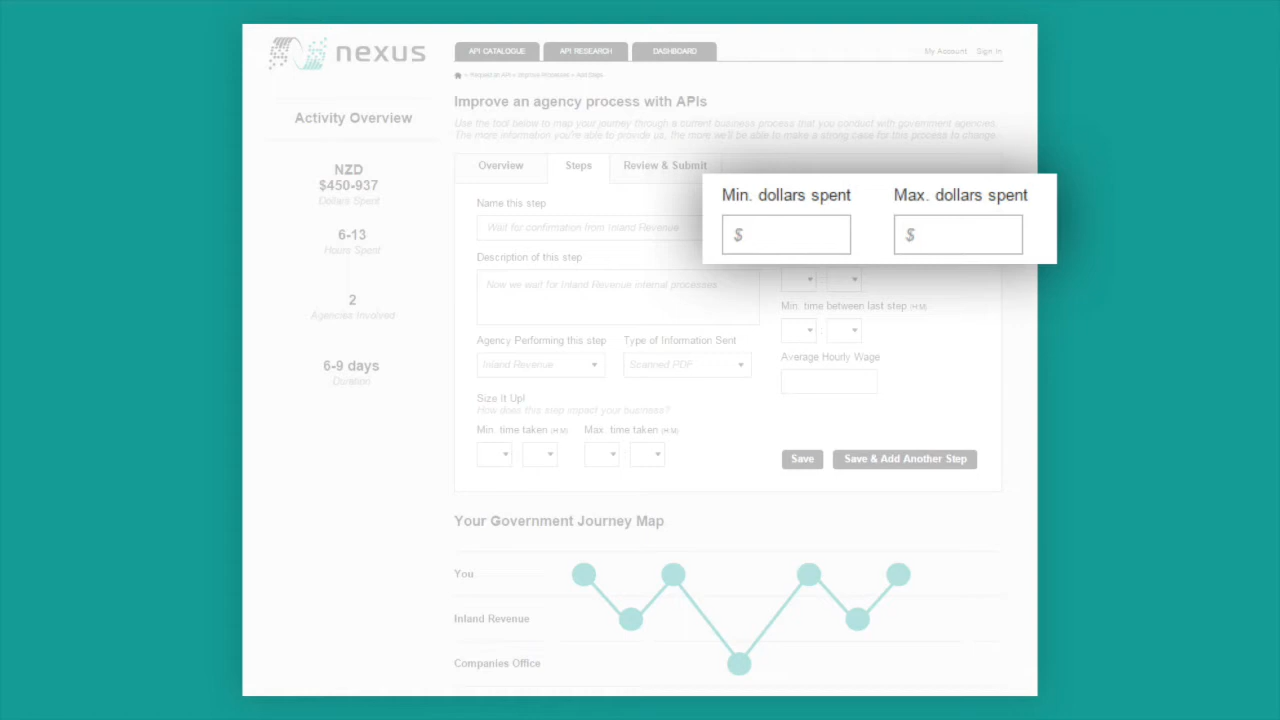 nexus
API CATALOGUE API RESEARCH DASHBOARD
My Account Sign In
> Request an API > Improve Processes > Add Steps
Activity Overview
NZD
$450-937
Dollars Spent
6-13
Hours Spent
2
Agencies Involved
6-9 days
Duration
Improve an agency process with APIs
Use the tool below to map your journey through a current business process that you conduct with government agencies.
The more information you're able to provide us, the more we'll be able to make a strong case for this process to change.
Overview Steps Review & Submit
Min. dollars spent Max. dollars spent
$ $
Name this step
Wait for confirmation from Inland Revenue
Description of this step
Now we wait for Inland Revenue internal processes
Min. time between last step (H:M)
:
Agency Performing this step Type of Information Sent
Inland Revenue Scanned PDF
Average Hourly Wage
Size It Up!
How does this step impact your business?
Min. time taken (H:M) Max. time taken (H:M)
Save Save & Add Another Step
Your Government Journey Map
You
Inland Revenue
Companies Office